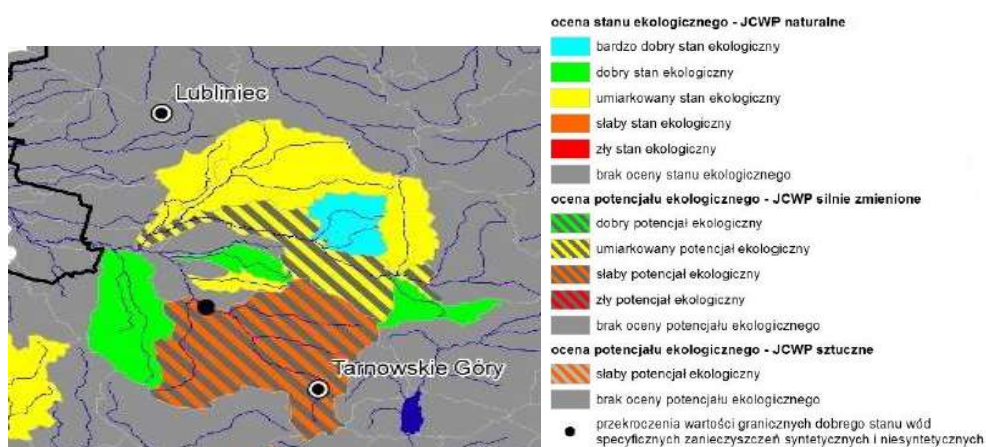 Lubliniec
Tarnowskie Góry
ocena stanu ekologicznego - JCWP naturalne
bardzo dobry stan ekologiczny
dobry stan ekologiczny
umiarkowany stan ekologiczny
słaby stan ekologiczny
zły stan ekologiczny
brak oceny stanu ekologicznego
ocena potencjału ekologicznego - JCWP silnie zmienione
dobry potencjał ekologiczny
umiarkowany potencjał ekologiczny
słaby potencjał ekologiczny
zły potencjał ekologiczny
brak oceny potencjału ekologicznego
ocena potencjału ekologicznego - JCWP sztuczne
słaby potencjał ekologiczny
brak oceny potencjału ekologicznego
przekroczenia wartości granicznych dobrego stanu wód
specyficznych zanieczyszczeń syntetycznych i niesyntetycznych